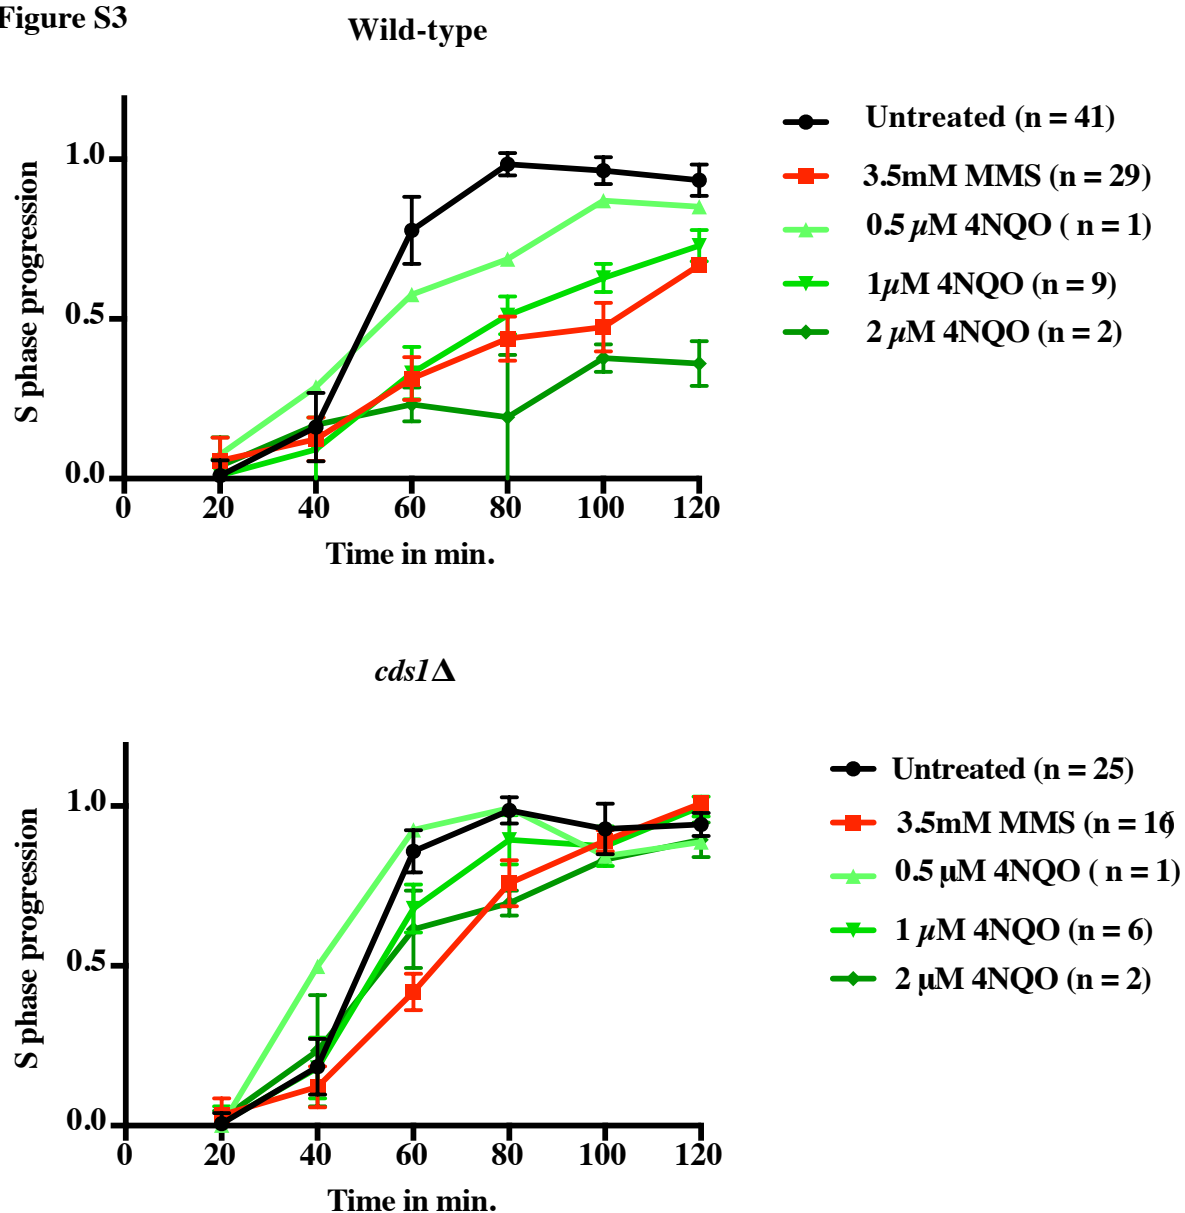 Figure S3
Wild-type
1.0
0.5
0.0
S phase progression
0 20 40 60 80 100 120
Time in min.
Untreated (n = 41)
3.5mM MMS (n = 29)
0.5 µM 4NQO ( n = 1)
1µM 4NQO (n = 9)
2 µM 4NQO (n = 2)
cds1Δ
1.0
0.5
0.0
S phase progression
0 20 40 60 80 100 120
Time in min.
Untreated (n = 25)
3.5mM MMS (n = 16)
0.5 µM 4NQO ( n = 1)
1 µM 4NQO (n = 6)
2 µM 4NQO (n = 2)